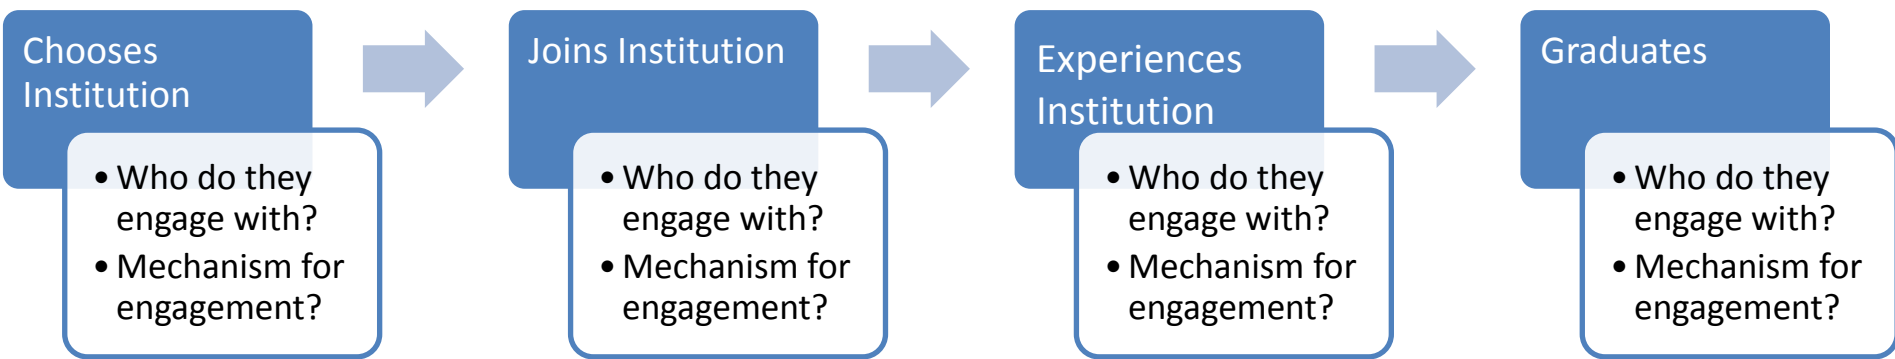 Chooses
Institution
• Who do they
engage with?
• Mechanism for
engagement?
Joins Institution
• Who do they
engage with?
• Mechanism for
engagement?
Experiences
Institution
• Who do they
engage with?
• Mechanism for
engagement?
Graduates
• Who do they
engage with?
• Mechanism for
engagement?